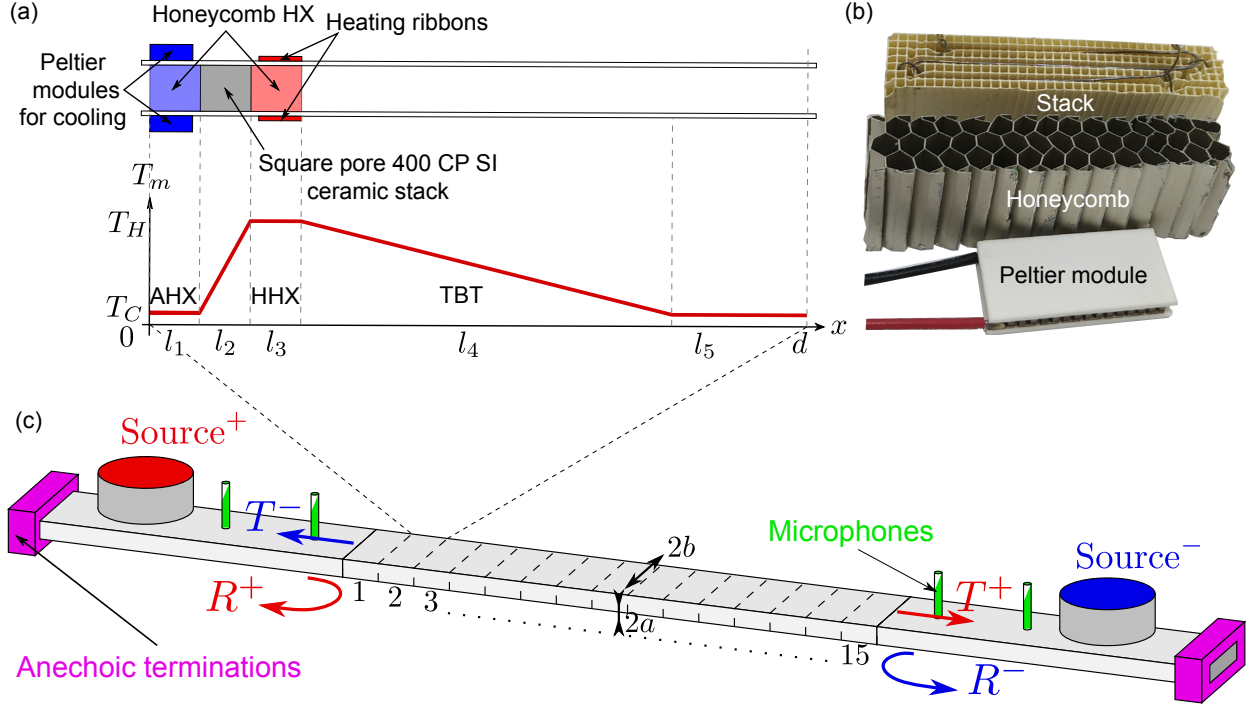 (a)
Honeycomb HX
Heating ribbons
Peltier
modules
for cooling
Square pore 400 CP SI
ceramic stack
T_m
T_H
T_C
AHX
HHX
TBT
0
l_1
l_2
l_3
l_4
l_5
d
x
(b)
Stack
Honeycomb
Peltier module
(c)
Source^+
T^-
R^+
1
2
3
2b
2a
15
Microphones
T^+
Source^-
R^-
Anechoic terminations